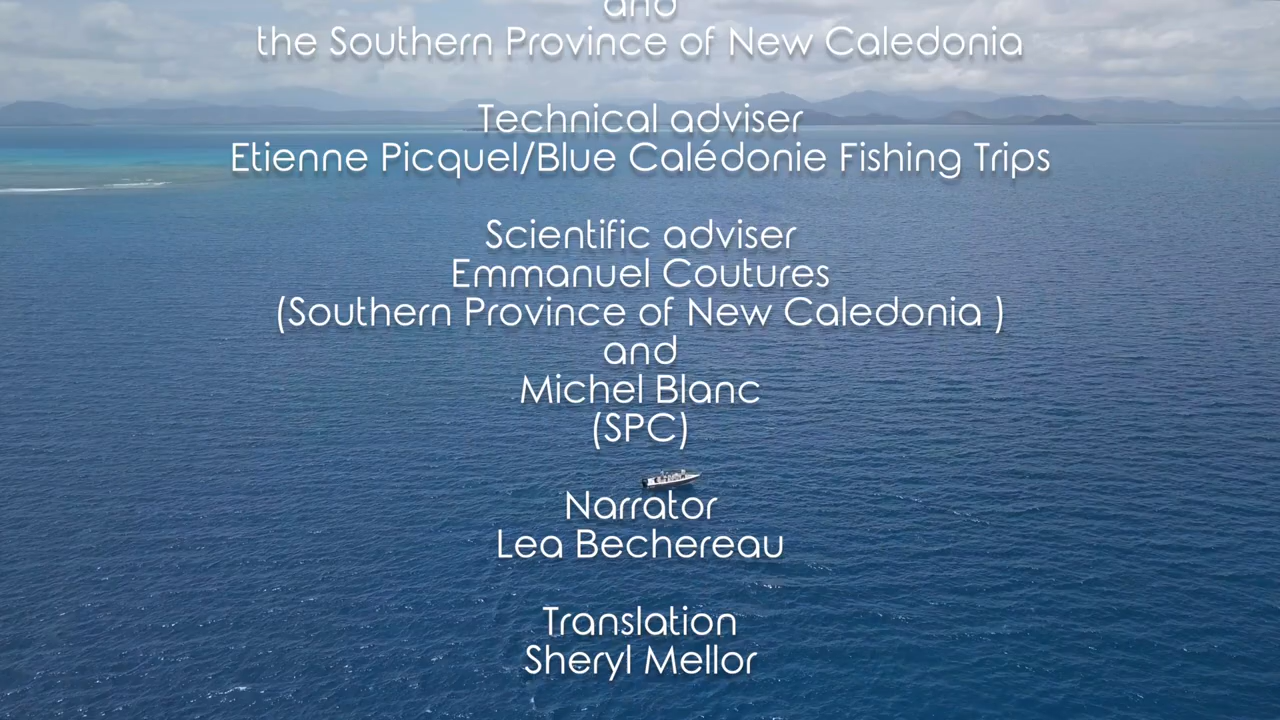 and
the Southern Province of New Caledonia
Technical adviser
Etienne Picquel/Blue Calédonie Fishing Trips
Scientific adviser
Emmanuel Coutures
(Southern Province of New Caledonia )
and
Michel Blanc
(SPC)
Narrator
Lea Bechereau
Translation
Sheryl Mellor